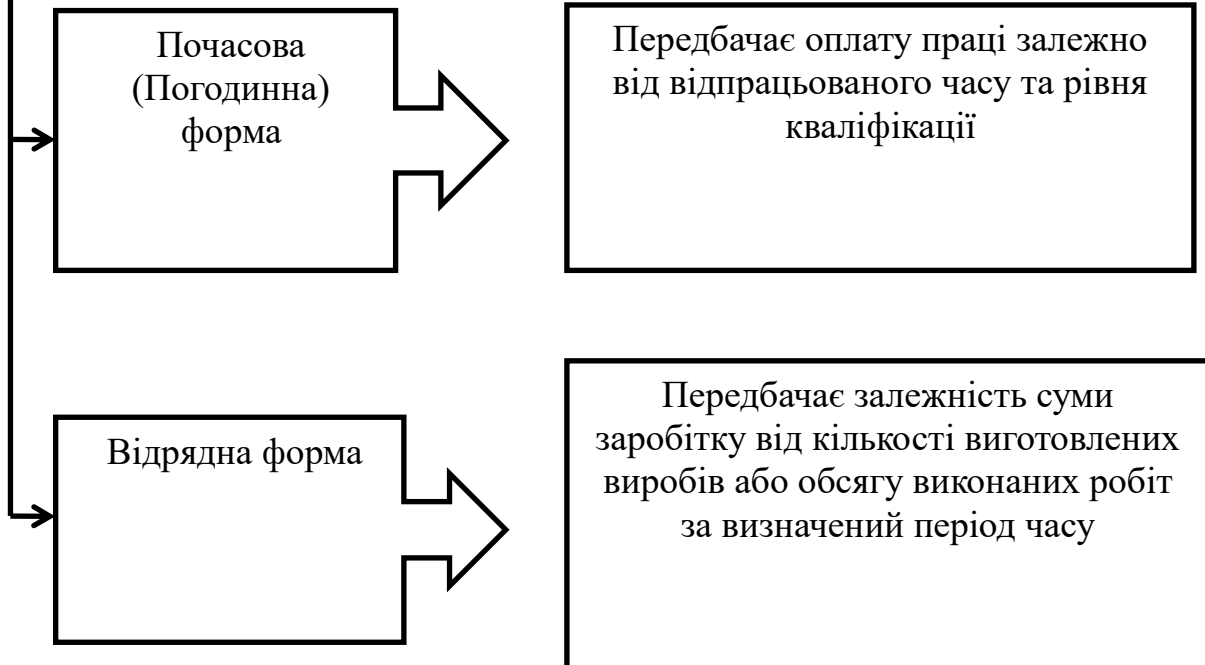 Почасова
(Погодинна)
форма
Передбачає оплату праці залежно
від відпрацьованого часу та рівня
кваліфікації
Відрядна форма
Передбачає залежність суми
заробітку від кількості виготовлених
виробів або обсягу виконаних робіт
за визначений період часу